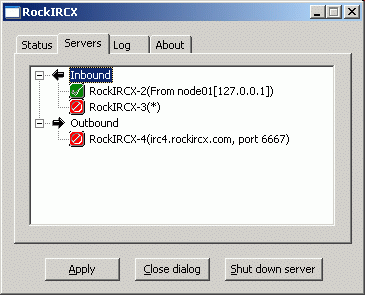 RockIRCX
Status Servers Log About
Inbound
RockIRCX-2(From node01[127.0.0.1])
RockIRCX-3(*)
Outbound
RockIRCX-4(irc4.rockircx.com, port 6667)
Apply Close dialog Shut down server